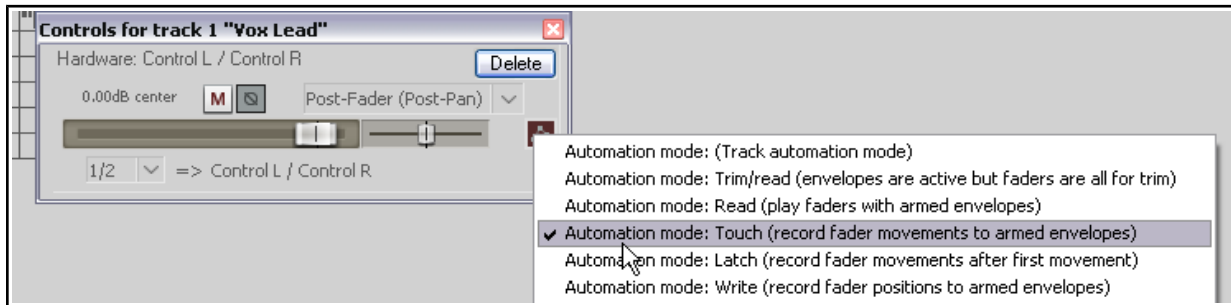 Controls for track 1 "Vox Lead"
Hardware: Control L / Control R
Delete
0.00dB center
M
Post-Fader (Post-Pan)
1/2 => Control L / Control R
Automation mode: (Track automation mode)
Automation mode: Trim/read (envelopes are active but faders are all for trim)
Automation mode: Read (play faders with armed envelopes)
Automation mode: Touch (record fader movements to armed envelopes)
Automation mode: Latch (record fader movements after first movement)
Automation mode: Write (record fader positions to armed envelopes)